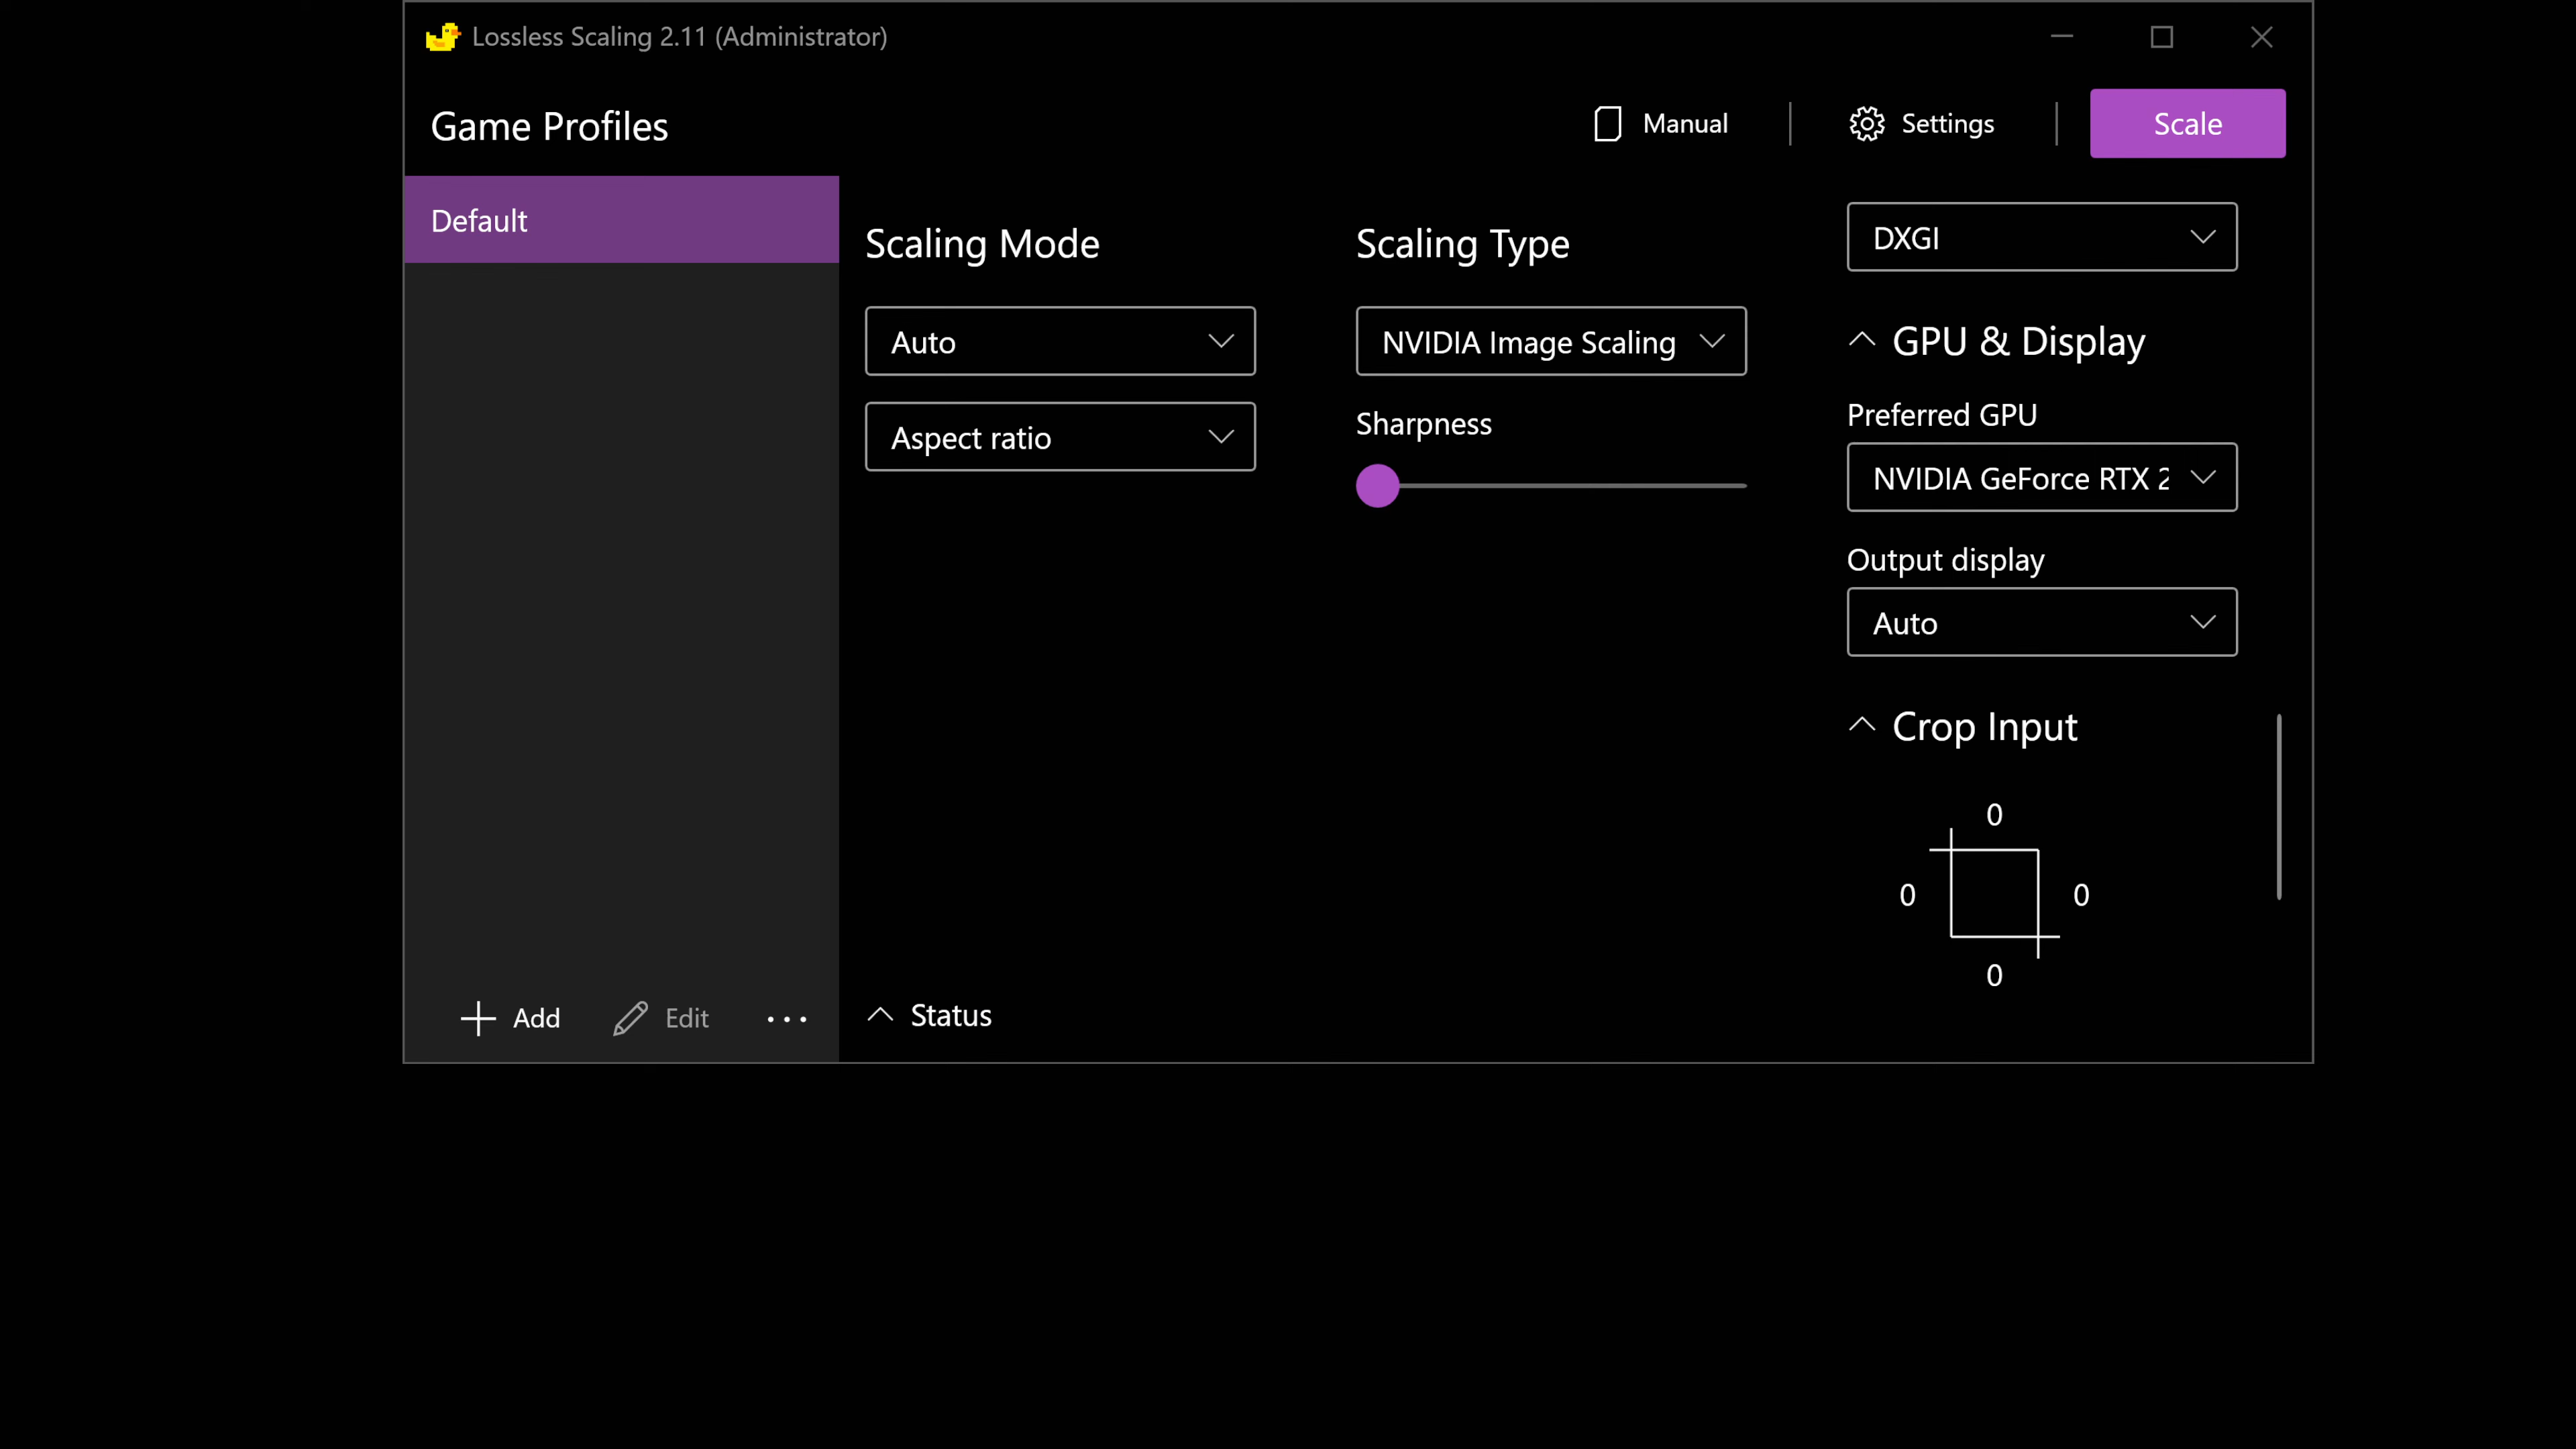 Lossless Scaling 2.11 (Administrator)
Game Profiles
Manual
Settings
Scale
Default
Scaling Mode
Auto
Aspect ratio
Scaling Type
NVIDIA Image Scaling
Sharpness
DXGI
GPU & Display
Preferred GPU
NVIDIA GeForce RTX 2
Output display
Auto
Crop Input
0
0 0
0
Add
Edit
...
Status